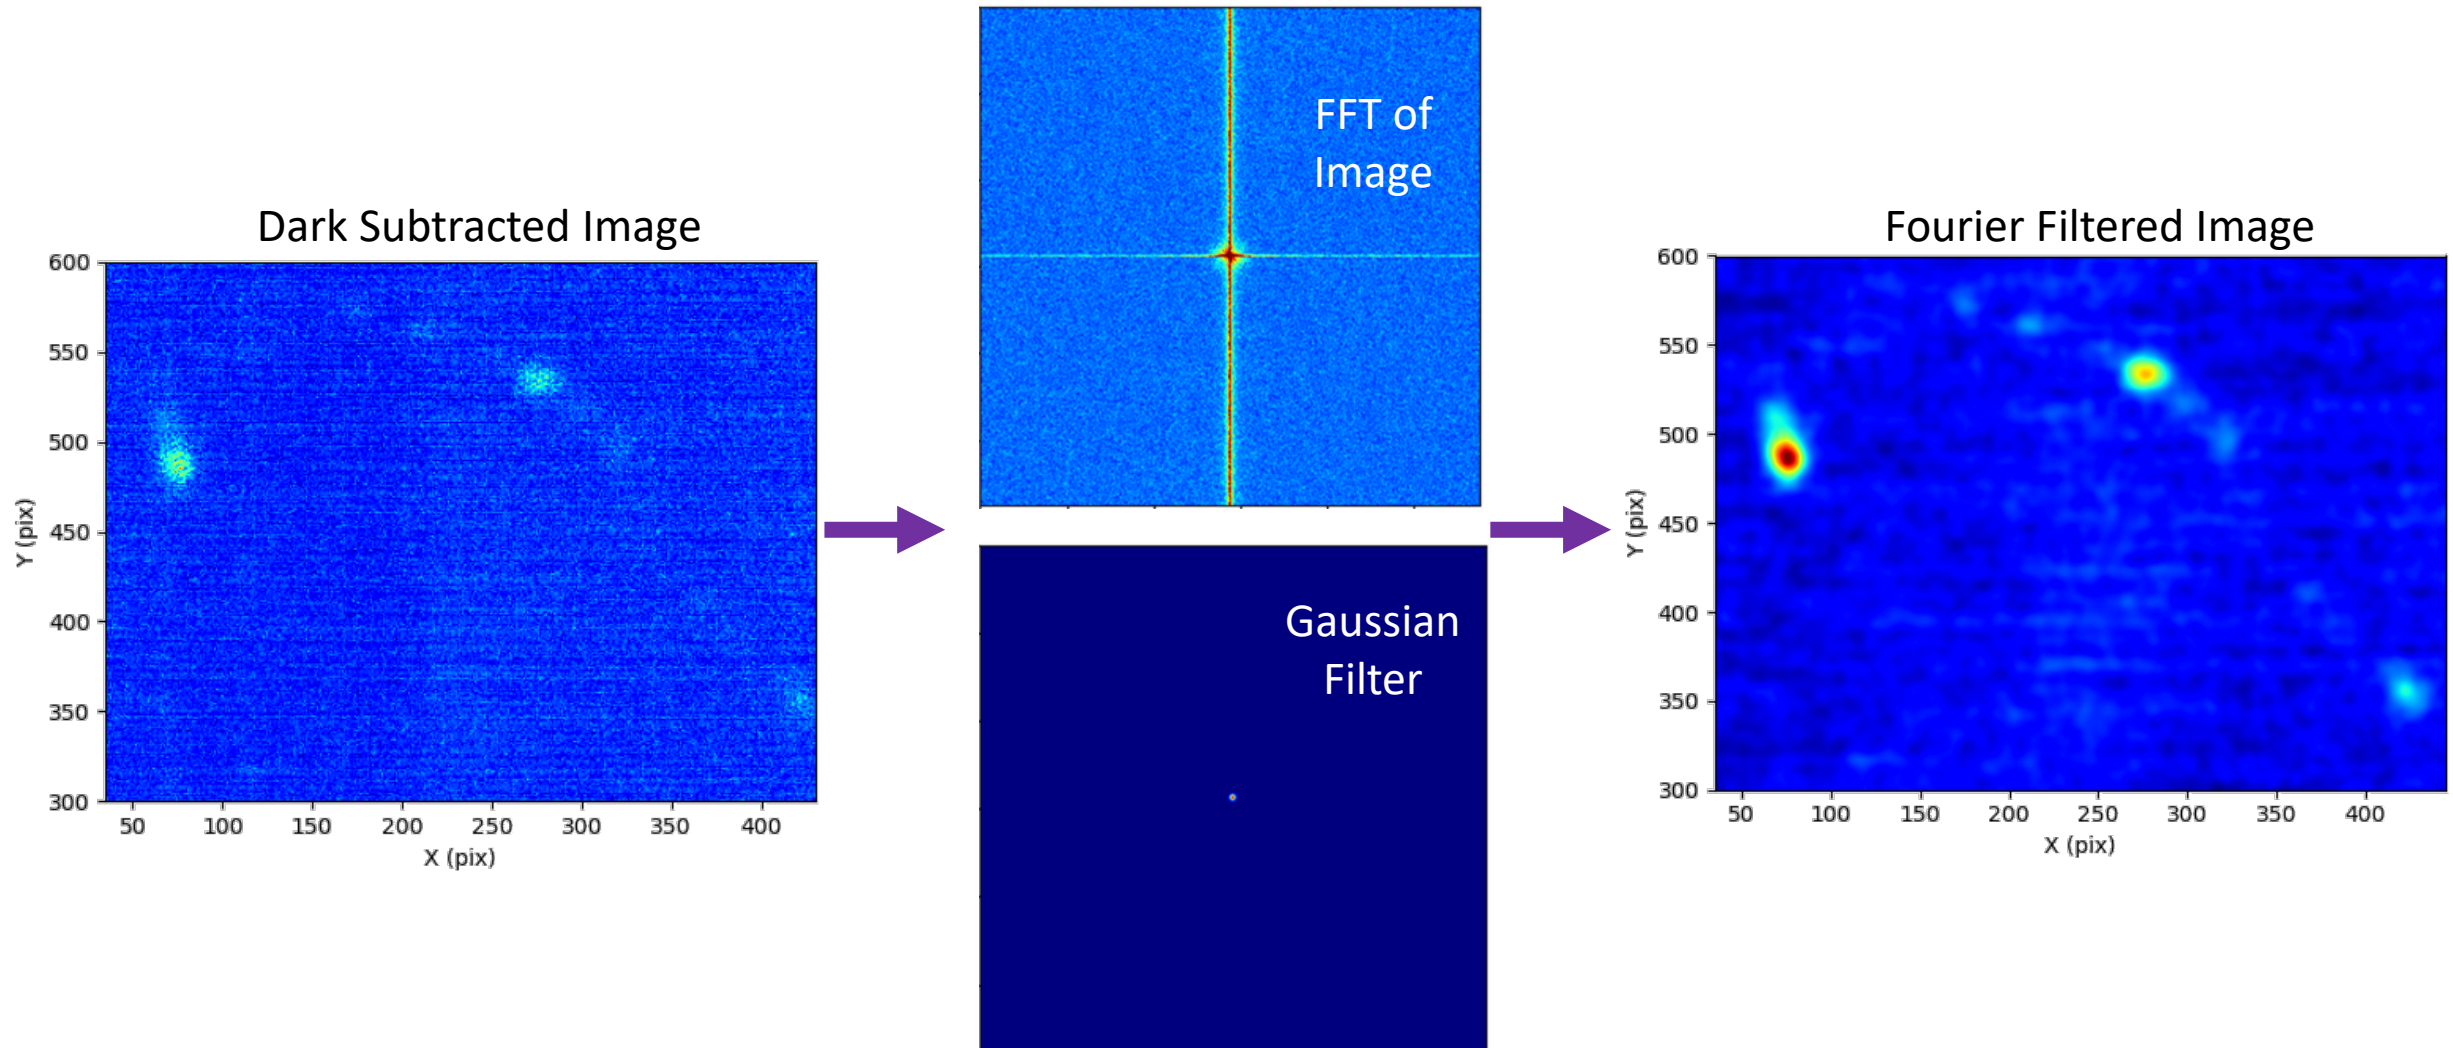 Dark Subtracted Image
600
550
500
450
400
350
300
Y (pix)
50 100 150 200 250 300 350 400
X (pix)
FFT of
Image
Gaussian
Filter
Fourier Filtered Image
600
550
500
450
400
350
300
Y (pix)
50 100 150 200 250 300 350 400
X (pix)